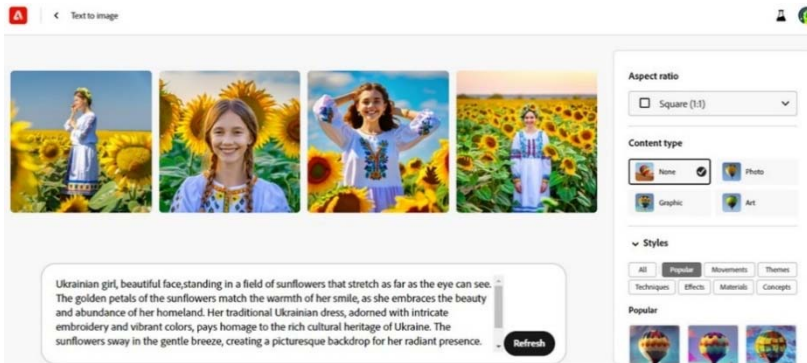 Text to image
Aspect ratio
Square (1:1)
Content type
None
Photo
Graphic
Art
Styles
All Popular Movements Themes
Techniques Effects Materials Concepts
Popular
Ukrainian girl, beautiful face,standing in a field of sunflowers that stretch as far as the eye can see.
The golden petals of the sunflowers match the warmth of her smile, as she embraces the beauty
and abundance of her homeland. Her traditional Ukrainian dress, adorned with intricate
embroidery and vibrant colors, pays homage to the rich cultural heritage of Ukraine. The
sunflowers sway in the gentle breeze, creating a picturesque backdrop for her radiant presence.
Refresh